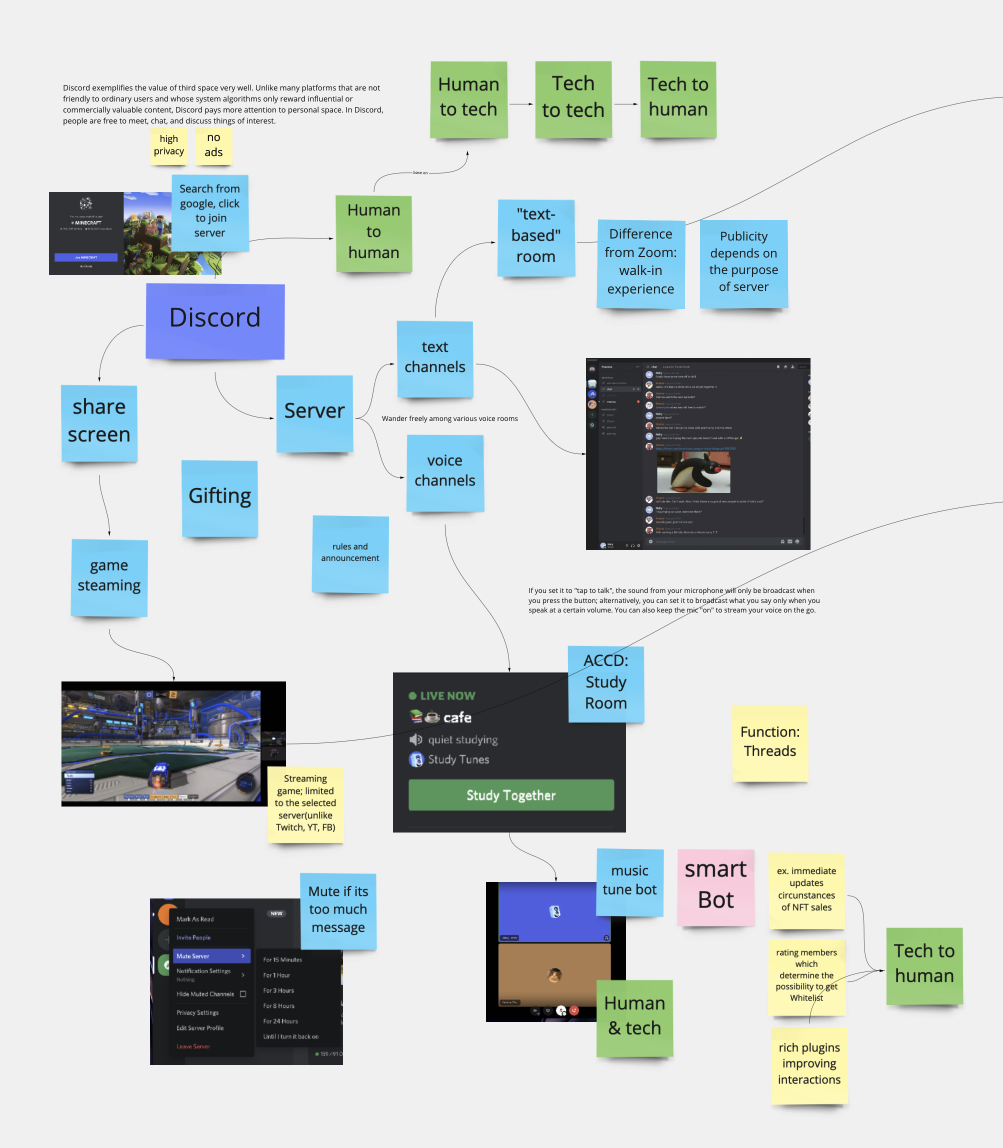 Discord exemplifies the value of third space very well. Unlike many platforms that are not
friendly to ordinary users and whose system algorithms only reward influential or
commercially valuable content, Discord pays more attention to personal space. In Discord,
people are free to meet, chat, and discuss things of interest.
high
privacy
no
ads
Human
to tech
Tech
to tech
Tech to
human
Search from
google, click
to join
server
MINECRAFT
Human
to
human
"text-
based"
room
Difference
from Zoom:
walk-in
experience
Publicity
depends on
the purpose
of server
Discord
share
screen
Server
text
channels
Wander freely among various voice rooms
voice
channels
Gifting
rules and
announcement
game
steaming
If you set it to "tap to talk", the sound from your microphone will only be broadcast when
you press the button; alternatively, you can set it to broadcast what you say only when you
speak at a certain volume. You can also keep the mic "on" to stream your voice on the go.
LIVE NOW
cafe
quiet studying
Study Tunes
Study Together
ACCD:
Study
Room
Function:
Threads
Streaming
game; limited
to the selected
server(unlike
Twitch, YT, FB)
Mute if its
too much
message
NEW
Mark As Read
Invite People
Mute Server
Notification Settings
Nothing
Hide Muted Channels
Privacy Settings
Edit Server Profile
Leave Server
For 15 Minutes
For 1 Hour
For 3 Hours
For 8 Hours
For 24 Hours
Until I turn it back on
music
tune bot
smart
Bot
ex. immediate
updates
circumstances
of NFT sales
rating members
which
determine the
possibility to get
Whitelist
rich plugins
improving
interactions
Tech to
human
Human
& tech